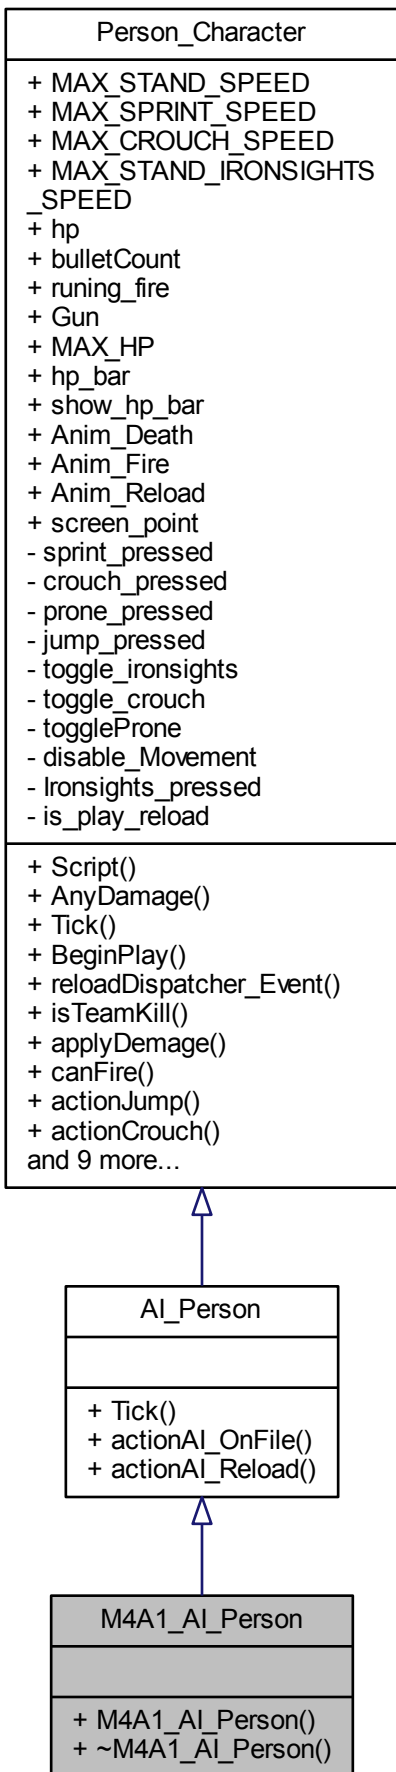 Person_Character
+ MAX_STAND_SPEED
+ MAX_SPRINT_SPEED
+ MAX_CROUCH_SPEED
+ MAX_STAND_IRONSIGHTS
_SPEED
+ hp
+ bulletCount
+ runing_fire
+ Gun
+ MAX_HP
+ hp_bar
+ show_hp_bar
+ Anim_Death
+ Anim_Fire
+ Anim_Reload
+ screen_point
- sprint_pressed
- crouch_pressed
- prone_pressed
- jump_pressed
- toggle_ironsights
- toggle_crouch
- toggleProne
- disable_Movement
- Ironsights_pressed
- is_play_reload
+ Script()
+ AnyDamage()
+ Tick()
+ BeginPlay()
+ reloadDispatcher_Event()
+ isTeamKill()
+ applyDemage()
+ canFire()
+ actionJump()
+ actionCrouch()
and 9 more...
AI_Person
+ Tick()
+ actionAI_OnFile()
+ actionAI_Reload()
M4A1_AI_Person
+ M4A1_AI_Person()
+ ~M4A1_AI_Person()